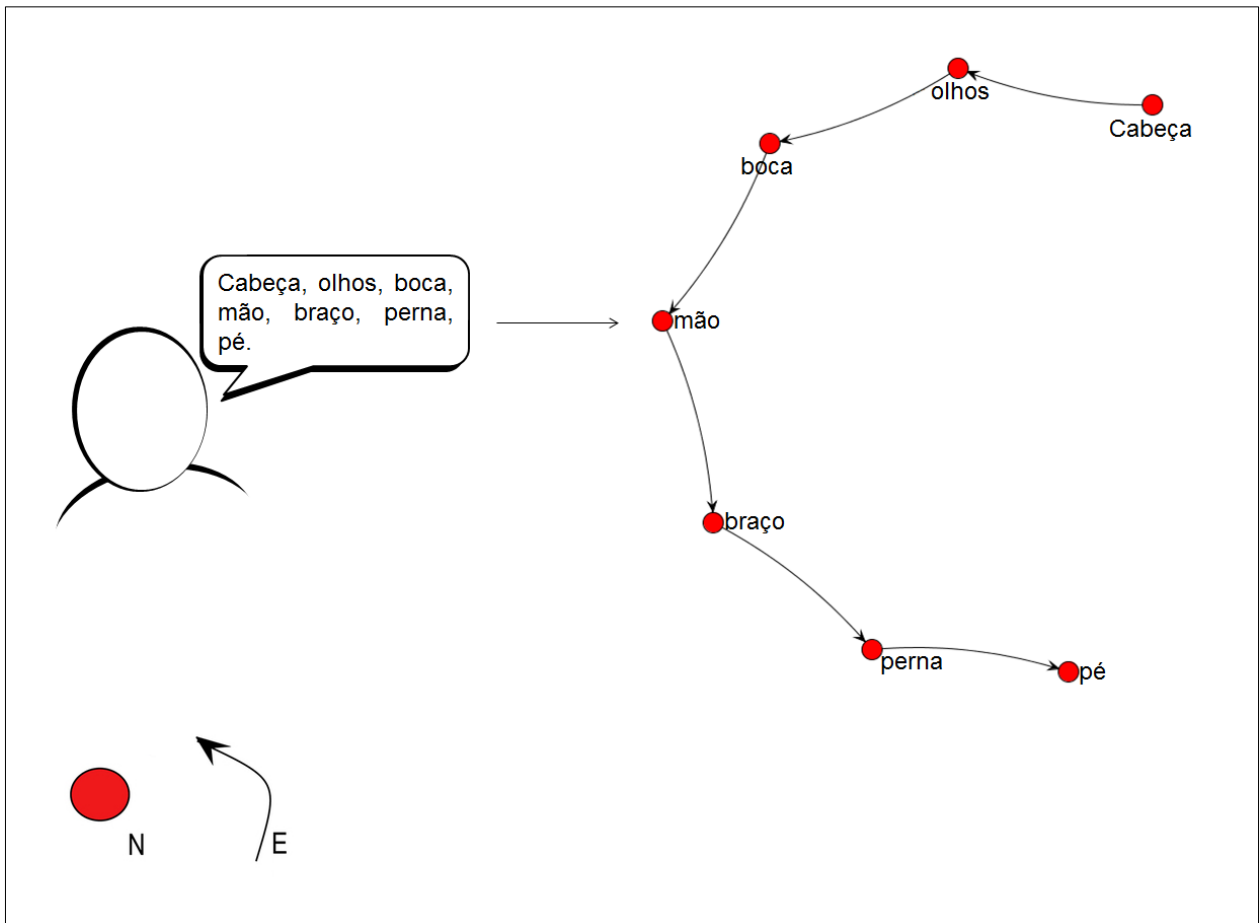 olhos
Cabeça
boca
Cabeça, olhos, boca,
mão, braço, perna,
pé.
mão
braço
perna
pé
N
E